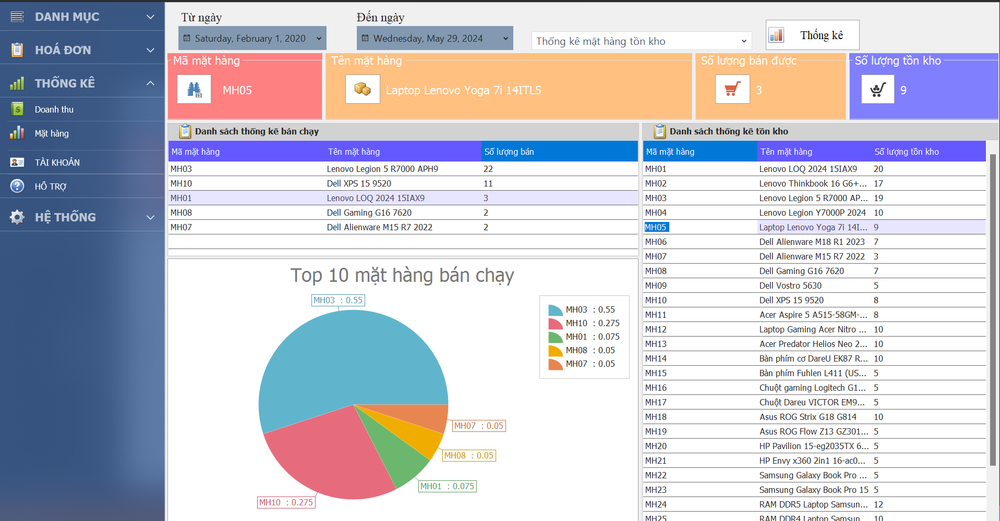 DANH MỤC
HOÁ ĐƠN
THỐNG KÊ
Doanh thu
Mặt hàng
TÀI KHOẢN
HỖ TRỢ
HỆ THỐNG
Từ ngày
Saturday, February 1, 2020
Đến ngày
Wednesday, May 29, 2024
Thống kê mặt hàng tồn kho
Thống kê
Mã mặt hàng
MH05
Tên mặt hàng
Laptop Lenovo Yoga 7i 14ITL5
Số lượng bán được
3
Số lượng tồn kho
9
Danh sách thống kê bán chạy
Mã mặt hàng Tên mặt hàng Số lượng bán
MH03 Lenovo Legion 5 R7000 APH9 22
MH10 Dell XPS 15 9520 11
MH01 Lenovo LOQ 2024 15IAX9 3
MH08 Dell Gaming G16 7620 2
MH07 Dell Alienware M15 R7 2022 2
Top 10 mặt hàng bán chạy
MH03 : 0.55
MH07 : 0.05
MH08 : 0.05
MH01 : 0.075
MH10 : 0.275
MH03 : 0.55
MH10 : 0.275
MH01 : 0.075
MH08 : 0.05
MH07 : 0.05
Danh sách thống kê tồn kho
Mã mặt hàng Tên mặt hàng Số lượng tồn kho
MH01 Lenovo LOQ 2024 15IAX9 20
MH02 Lenovo Thinkbook 16 G6+... 17
MH03 Lenovo Legion 5 R7000 AP... 19
MH04 Lenovo Legion Y7000P 2024 10
MH05 Laptop Lenovo Yoga 7i 14I... 9
MH06 Dell Alienware M18 R1 2023 7
MH07 Dell Alienware M15 R7 2022 3
MH08 Dell Gaming G16 7620 7
MH09 Dell Vostro 5630 5
MH10 Dell XPS 15 9520 8
MH11 Acer Aspire 5 A515-58GM-... 8
MH12 Laptop Gaming Acer Nitro ... 10
MH13 Acer Predator Helios Neo 2... 10
MH14 Bàn phím cơ DareU EK87 R... 10
MH15 Bàn phím Fuhlen L411 (US... 5
MH16 Chuột gaming Logitech G1... 5
MH17 Chuột Dareu VICTOR EM9... 5
MH18 Asus ROG Strix G18 G814 10
MH19 Asus ROG Flow Z13 GZ301... 5
MH20 HP Pavilion 15-eg2035TX 6... 5
MH21 HP Envy x360 2in1 16-ac0... 5
MH22 Samsung Galaxy Book Pro ... 5
MH23 Samsung Galaxy Book Pro 15 5
MH24 RAM DDR5 Laptop Samsun... 12
MH25 RAM DDR4 Laptop Samsun... 10